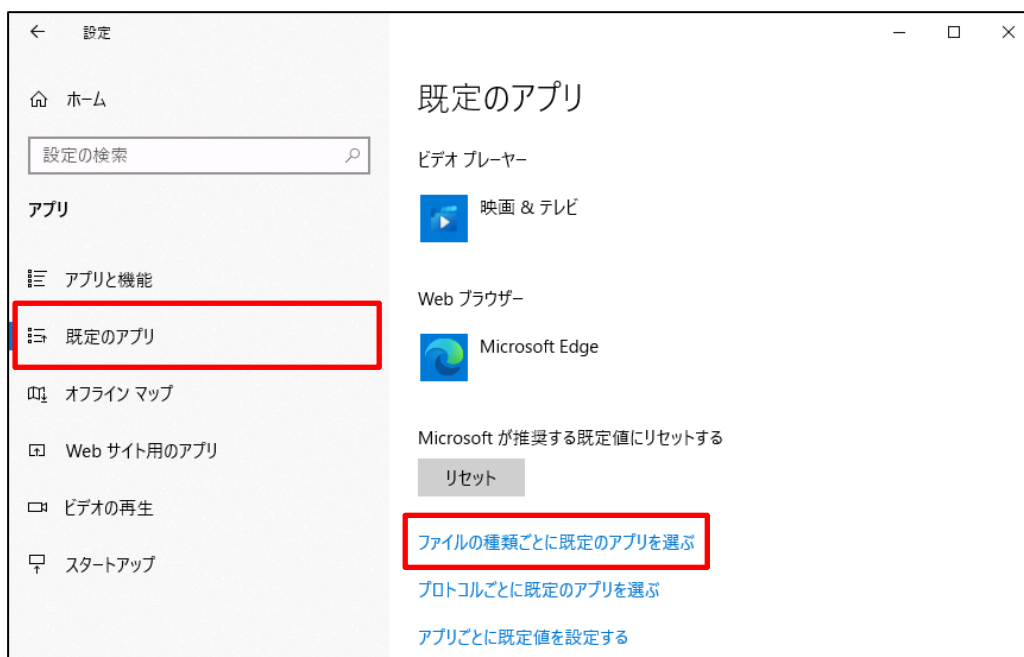 設定
ホーム
設定の検索
アプリ
アプリと機能
既定のアプリ
オフライン マップ
Web サイト用のアプリ
ビデオの再生
スタートアップ
既定のアプリ
ビデオ プレーヤー
映画 & テレビ
Web ブラウザー
Microsoft Edge
Microsoft が推奨する既定値にリセットする
リセット
ファイルの種類ごとに既定のアプリを選ぶ
プロトコルごとに既定のアプリを選ぶ
アプリごとに既定値を設定する